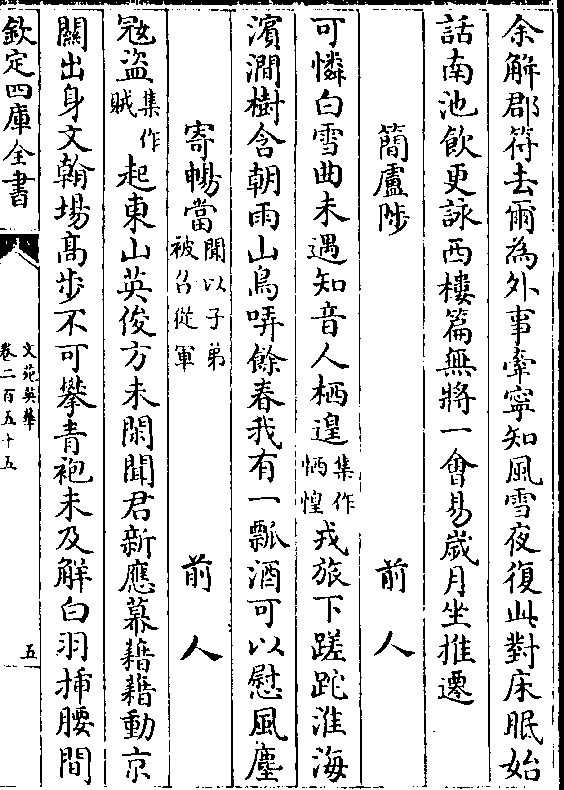 余解郡符去爾為外事牽寧知風雪夜復此對床眠始
話南池飲更詠西樓篇無將一會易歲月坐推遷
簡盧陟 前人
可憐白雪曲未遇知音人栖遑集作恓惶戎旅下蹉跎淮海
濱澗樹含朝雨山鳥哢餘春我有一瓢酒可以慰風塵
寄暢當聞以子弟被召從軍 前人
冦盜集作賊起東山英俊方未閑聞君新應募藉藉動京
關出身文翰場高步不可攀青袍未及解白羽揷腰間
欽定四庫全書
文苑英華
卷二百五十五
五